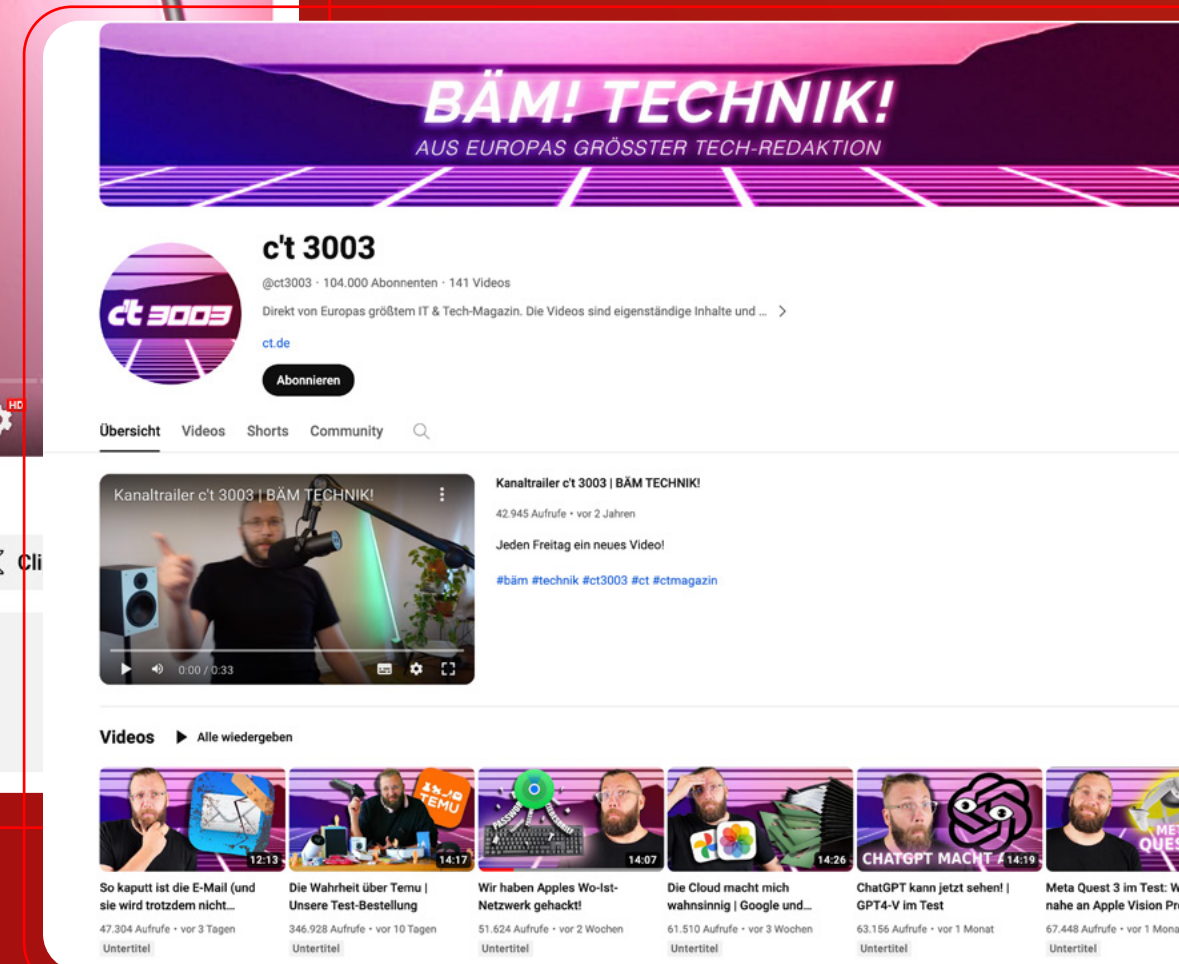 BÄM! TECHNIK!
AUS EUROPAS GRÖSSTER TECH-REDAKTION
c't 3003
c't 3003
@ct3003 · 104.000 Abonnenten · 141 Videos
Direkt von Europas größtem IT & Tech-Magazin. Die Videos sind eigenständige Inhalte und ...
ct.de
Abonnieren
HD
Übersicht Videos Shorts Community
Kanaltrailer c't 3003 | BÄM TECHNIK!
0:00 / 0:33
Kanaltrailer c't 3003 | BÄM TECHNIK!
42.945 Aufrufe • vor 2 Jahren
Jeden Freitag ein neues Video!
#bäm #technik #ct3003 #ct #ctmagazin
Cli
Videos Alle wiedergeben
12:13
TEMU
14:17
14:07
14:26
CHATGPT MACHT
14:19
MET
QUES
So kaputt ist die E-Mail (und
sie wird trotzdem nicht...
47.304 Aufrufe • vor 3 Tagen
Untertitel
Die Wahrheit über Temu |
Unsere Test-Bestellung
346.928 Aufrufe • vor 10 Tagen
Untertitel
Wir haben Apples Wo-Ist-
Netzwerk gehackt!
51.624 Aufrufe • vor 2 Wochen
Untertitel
Die Cloud macht mich
wahnsinnig | Google und...
61.510 Aufrufe • vor 3 Wochen
Untertitel
ChatGPT kann jetzt sehen! |
GPT4-V im Test
63.156 Aufrufe • vor 1 Monat
Untertitel
Meta Quest 3 im Test: W
nahe an Apple Vision Pr
67.448 Aufrufe • vor 1 Mona
Untertitel